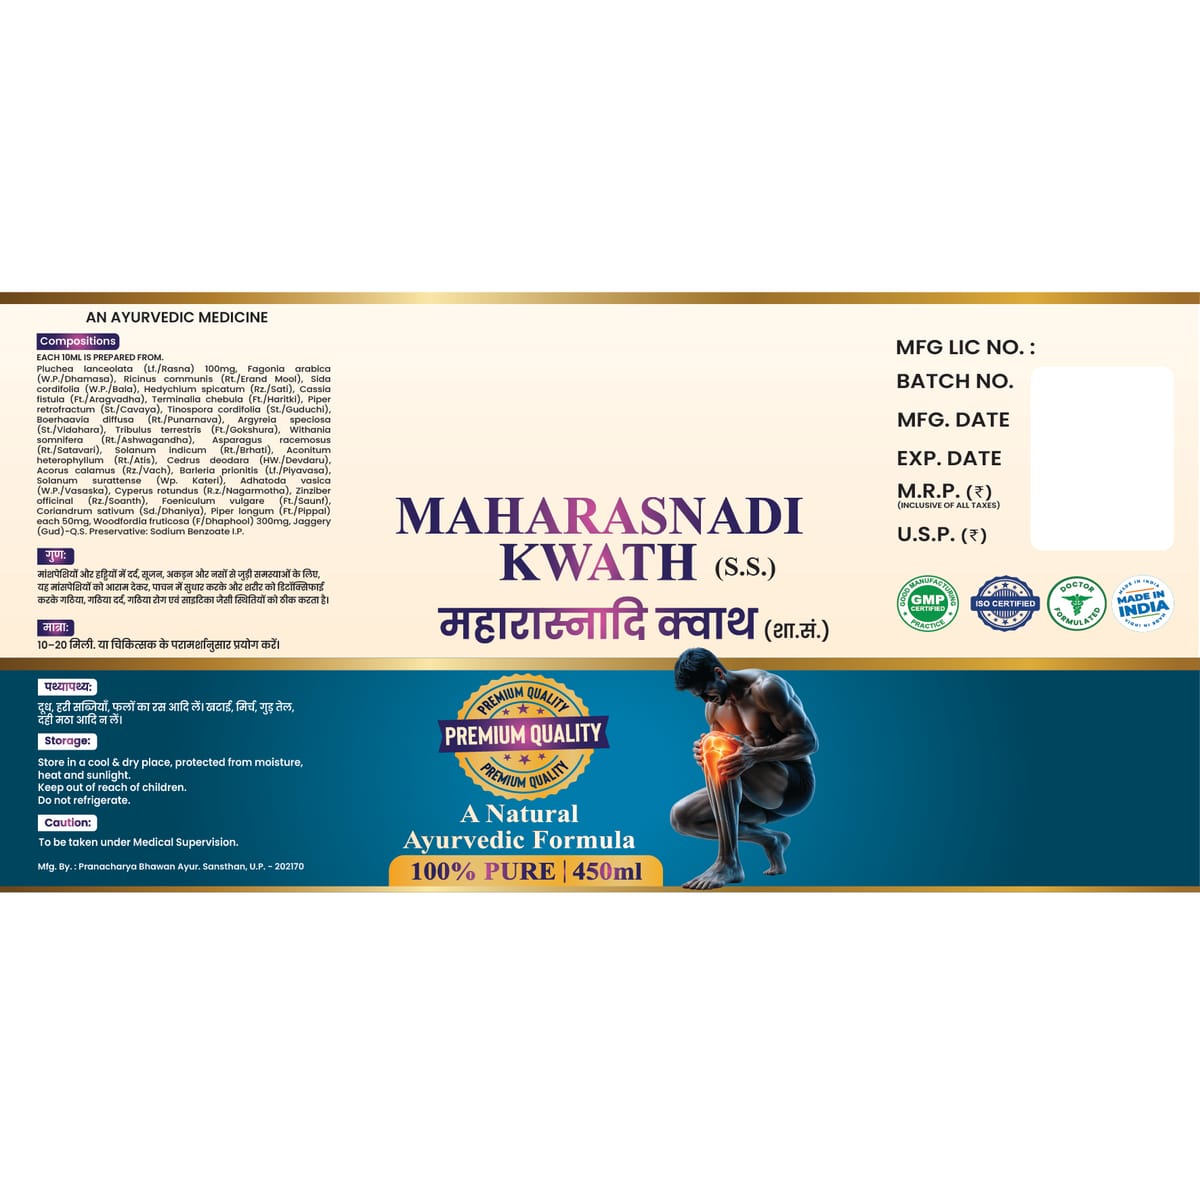 AN AYURVEDIC MEDICINE
Compositions
EACH 10ML IS PREPARED FROM.
Pluchea lanceolata (Lf./Rasna) 100mg, Fagonia arabica
(W.P./Dhamasa), Ricinus communis (Rt./Erand Mool), Sida
cordifolia (W.P./Bala), Hedychium spicatum (Rz./Sati), Cassia
fistula (Ft./Aragvadha), Terminalia chebula (Ft./Haritki), Piper
retrofractum (St./Cavaya), Tinospora cordifolia (St./Guduchi),
Boerhaavia diffusa (Rt./Punarnava), Argyreia speciosa
(St./Vidahara), Tribulus terrestris (Ft./Gokshura), Withania
somnifera (Rt./Ashwagandha), Asparagus racemosus
(Rt./Satavari), Solanum indicum (Rt./Brhati), Aconitum
heterophyllum (Rt./Atis), Cedrus deodara (HW./Devdaru),
Acorus calamus (Rz./Vach), Barleria prionitis (Lf./Piyavasa),
Solanum surattense (Wp. Kateri), Adhatoda vasica
(W.P./Vasaska), Cyperus rotundus (R.z./Nagarmotha), Zinziber
officinal (Rz./Soanth), Foeniculum vulgare (Ft./Saunf),
Coriandrum sativum (Sd./Dhaniya), Piper longum (Ft./Pippal)
each 50mg, Woodfordia fruticosa (F/Dhaphool) 300mg, Jaggery
(Gud)-Q.S. Preservative: Sodium Benzoate I.P.
गुण:
मांशपेशियों और हड्डियों में दर्द, सूजन, अकड़न और नसों से जुड़ी समस्याओं के लिए,
यह मांसपेशियों को आराम देकर, पाचन में सुधार करके और शरीर को डिटॉक्सिफाई
करके गठिया, गठिया दर्द, गठिया रोग एवं साइटिका जैसी स्थितियों को ठीक करता है।
मात्रा:
10-20 मिली. या चिकित्सक के परामर्शानुसार प्रयोग करें।
पथ्यापथ्य:
दूध, हरी सब्जियाँ, फलों का रस आदि लें। खटाई, मिर्च, गुड़ तेल,
दही मठा आदि न लें।
Storage:
Store in a cool & dry place, protected from moisture,
heat and sunlight.
Keep out of reach of children.
Do not refrigerate.
Caution:
To be taken under Medical Supervision.
Mfg. By. : Pranacharya Bhawan Ayur. Sansthan, U.P. - 202170
MAHARASNADI
KWATH (S.S.)
महारास्नादि क्वाथ (शा.सं.)
PREMIUM QUALITY
PREMIUM QUALITY
PREMIUM QUALITY
A Natural
Ayurvedic Formula
100% PURE | 450ml
MFG LIC NO. :
BATCH NO.
MFG. DATE
EXP. DATE
M.R.P. (₹)
(INCLUSIVE OF ALL TAXES)
U.S.P. (₹)
GOOD MANUFACTURING
GMP
CERTIFIED
PRACTICE
ISO CERTIFIED
DOCTOR
FORMULATED
MADE IN INDIA
MADE IN
INDIA